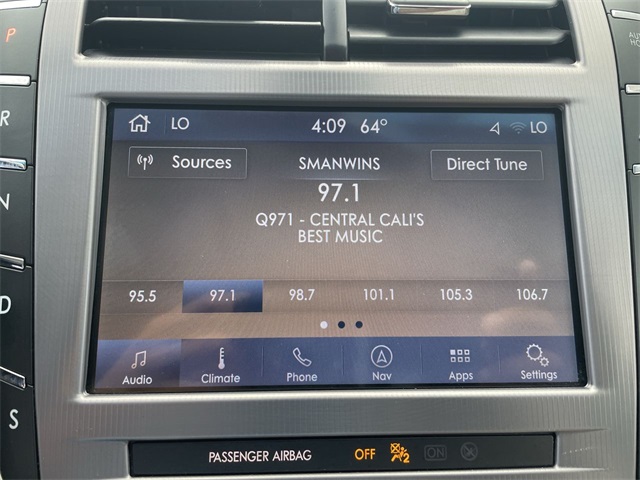 P
R
N
D
S
LO 4:09 64° LO
Sources SMANWINS Direct Tune
97.1
Q971 - CENTRAL CALI'S
BEST MUSIC
95.5 97.1 98.7 101.1 105.3 106.7
Audio Climate Phone Nav Apps Settings
PASSENGER AIRBAG OFF 2 ON